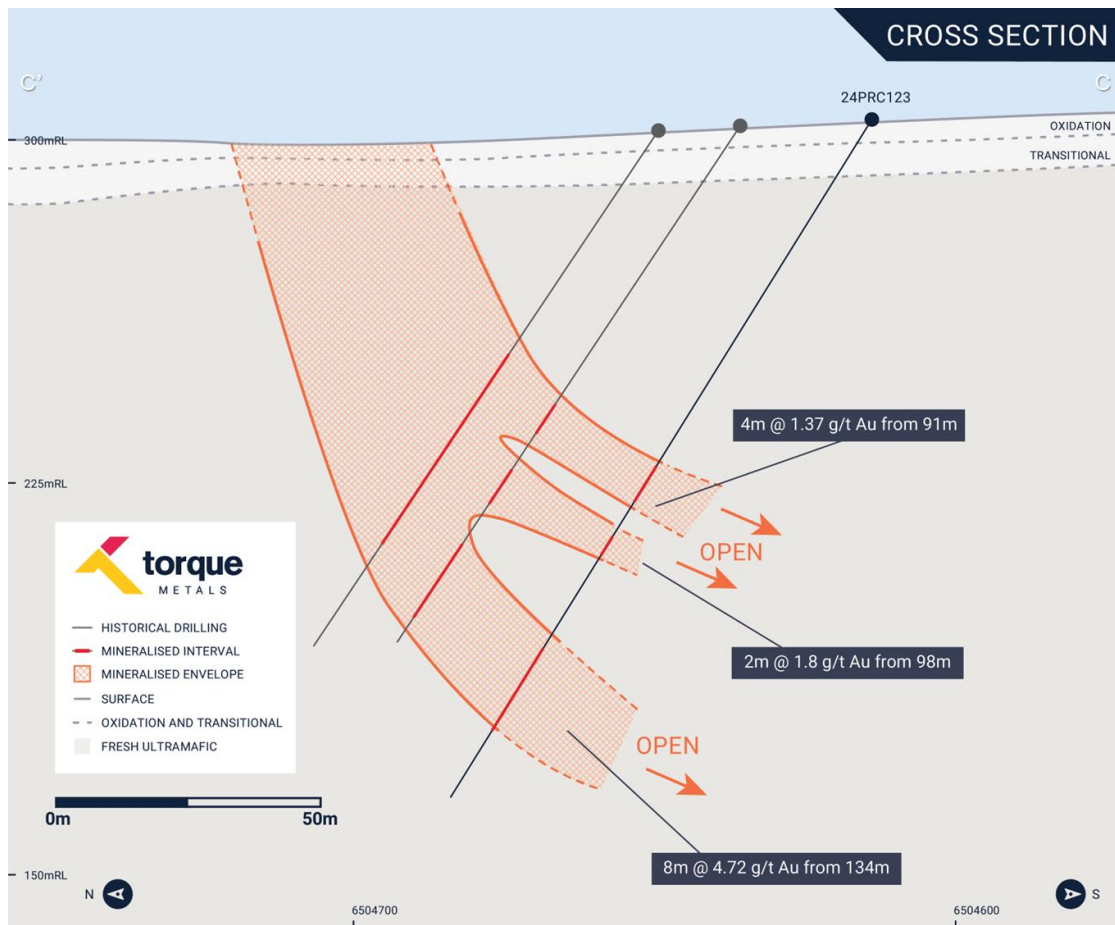 CROSS SECTION
C’
C
24PRC123
OXIDATION
300mRL
TRANSITIONAL
4m @ 1.37 g/t Au from 91m
225mRL
OPEN
torque
METALS
HISTORICAL DRILLING
MINERALISED INTERVAL
MINERALISED ENVELOPE
SURFACE
OXIDATION AND TRANSITIONAL
FRESH ULTRAMAFIC
2m @ 1.8 g/t Au from 98m
OPEN
0m
50m
8m @ 4.72 g/t Au from 134m
150mRL
N
S
6504700
6504600